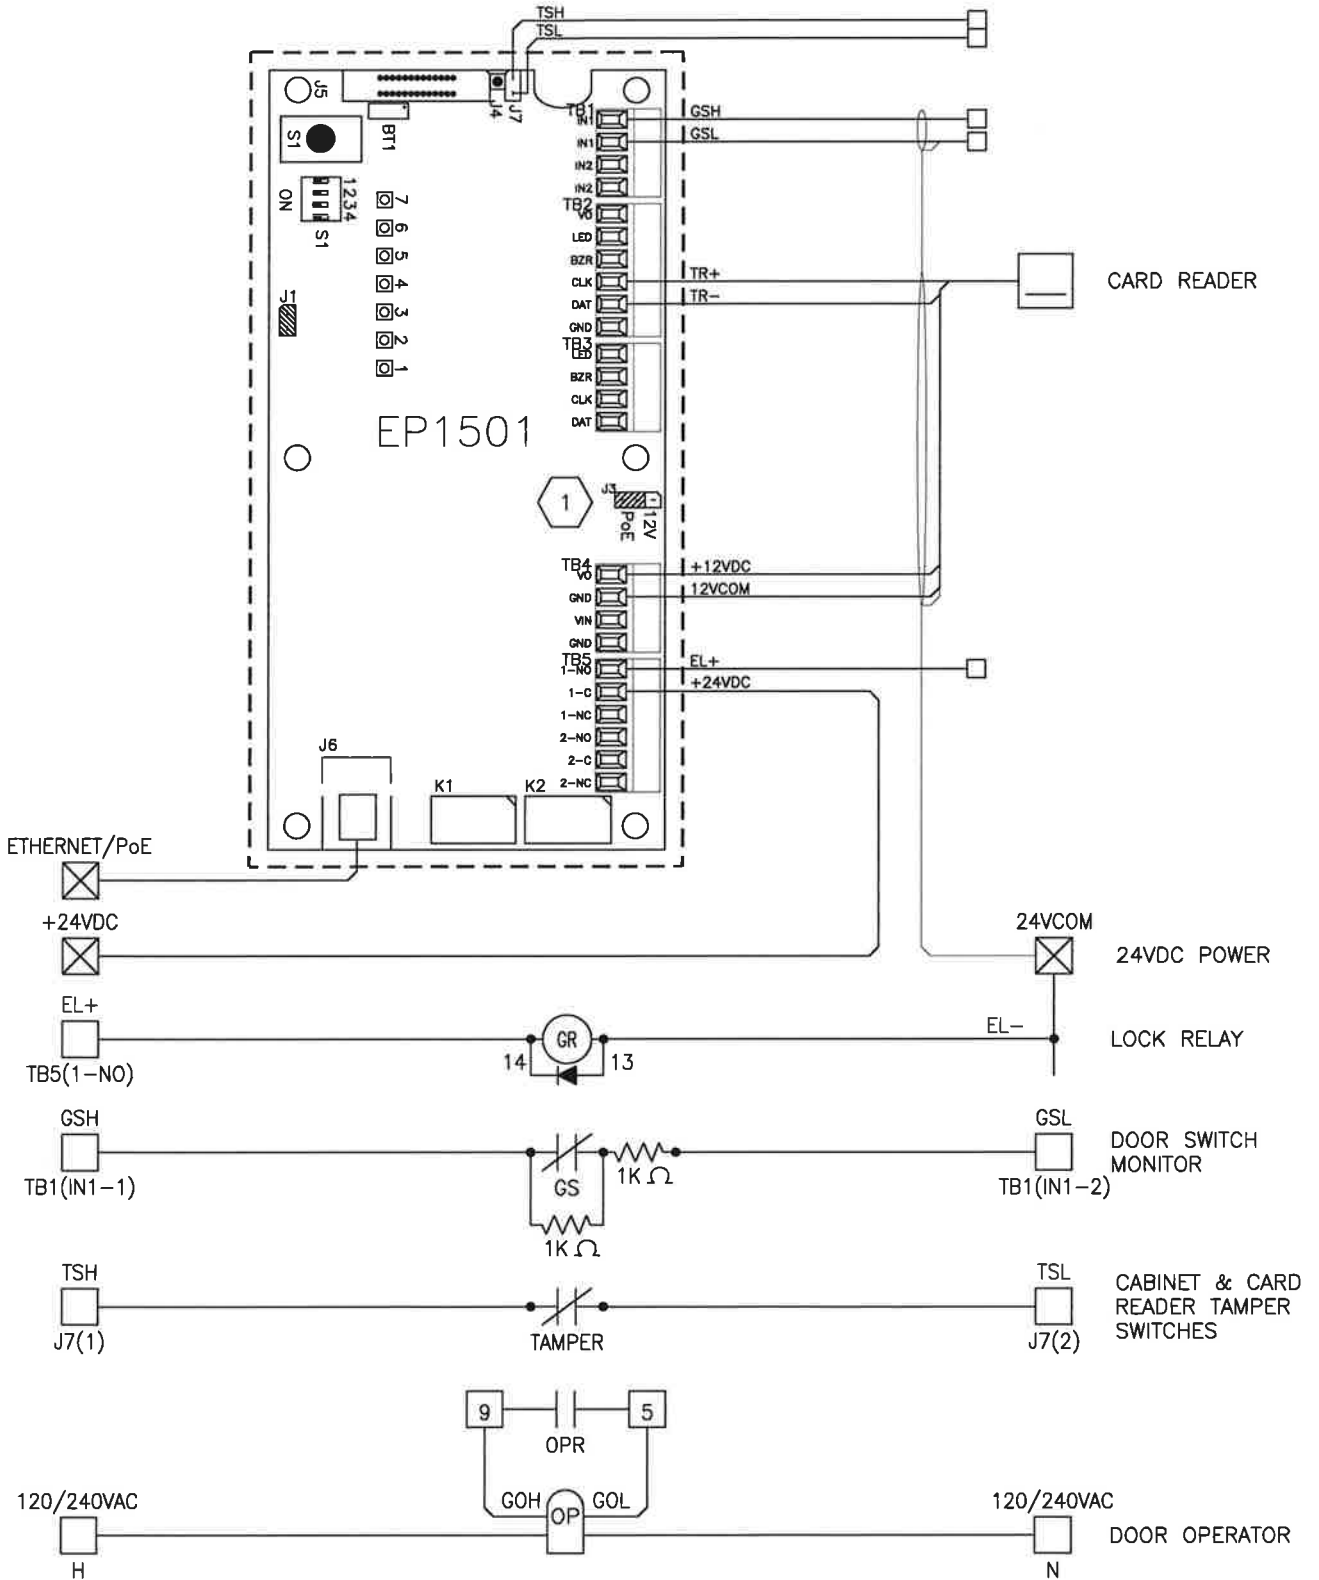 TSH
TSL
J5
J4
J7
BT1
S1
ON
1234
S1
7
6
5
4
3
2
1
J1
EP1501
TB1
IN1
GSH
IN1
GSL
IN2
IN2
TB2
VO
LED
BZR
CLK
TR+
DAT
TR-
GND
CARD READER
TB3
LED
BZR
CLK
DAT
1
J3
PoE
12V
TB4
VO
+12VDC
GND
12VCOM
VIN
GND
TB5
1-NO
EL+
1-C
+24VDC
1-NC
2-NO
2-C
2-NC
J6
K1
K2
ETHERNET/PoE
+24VDC
24VCOM
24VDC POWER
EL+
TB5(1-NO)
GR
14
13
EL-
LOCK RELAY
GSH
TB1(IN1-1)
GS
1K Ω
1K Ω
GSL
TB1(IN1-2)
DOOR SWITCH
MONITOR
TSH
J7(1)
TAMPER
TSL
J7(2)
CABINET & CARD
READER TAMPER
SWITCHES
9
5
OPR
GOH
GOL
OP
120/240VAC
H
120/240VAC
N
DOOR OPERATOR